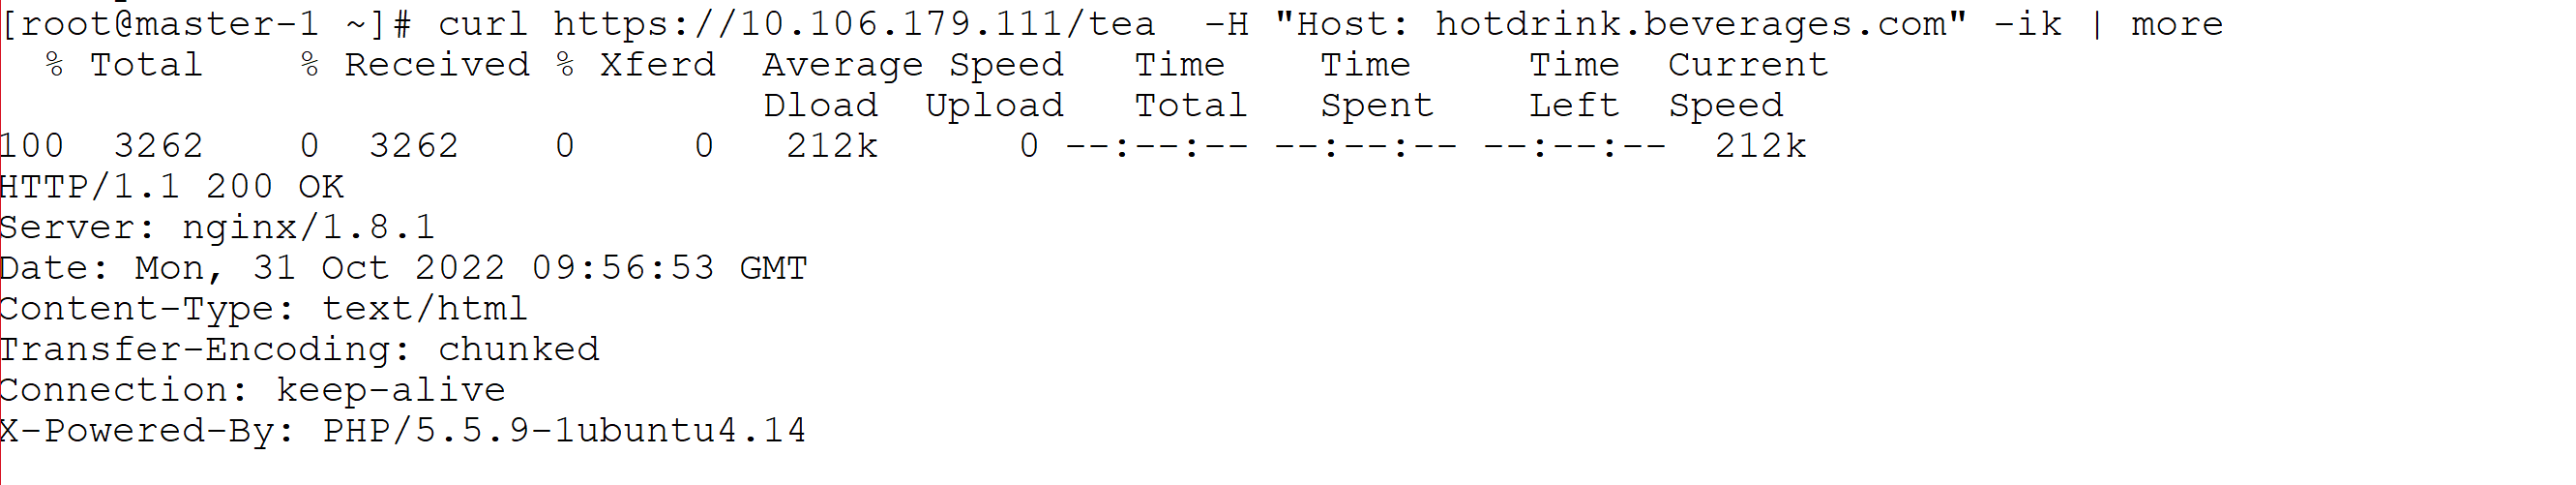 [root@master-1 ~]# curl https://10.106.179.111/tea  -H "Host: hotdrink.beverages.com" -ik | more
  % Total    % Received % Xferd  Average Speed   Time    Time     Time  Current
                                 Dload  Upload   Total   Spent    Left  Speed
100  3262    0  3262    0     0   212k      0 --:--:-- --:--:-- --:--:--  212k
HTTP/1.1 200 OK
Server: nginx/1.8.1
Date: Mon, 31 Oct 2022 09:56:53 GMT
Content-Type: text/html
Transfer-Encoding: chunked
Connection: keep-alive
X-Powered-By: PHP/5.5.9-1ubuntu4.14